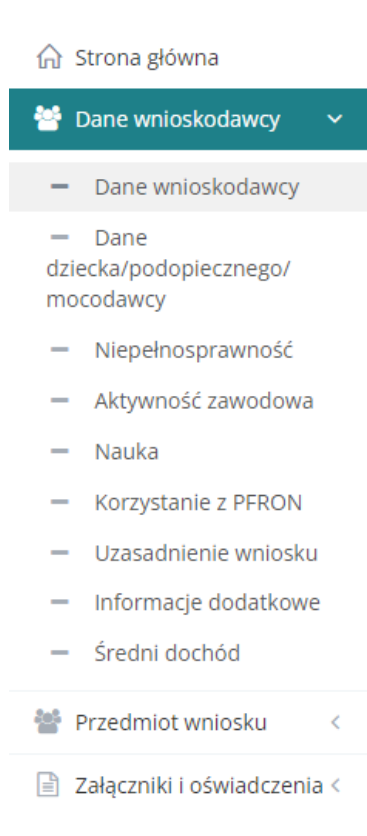 Strona główna
Dane wnioskodawcy
Dane wnioskodawcy
Dane
dziecka/podopiecznego/
mocodawcy
Niepełnosprawność
Aktywność zawodowa
Nauka
Korzystanie z PFRON
Uzasadnienie wniosku
Informacje dodatkowe
Średni dochód
Przedmiot wniosku
Załączniki i oświadczenia